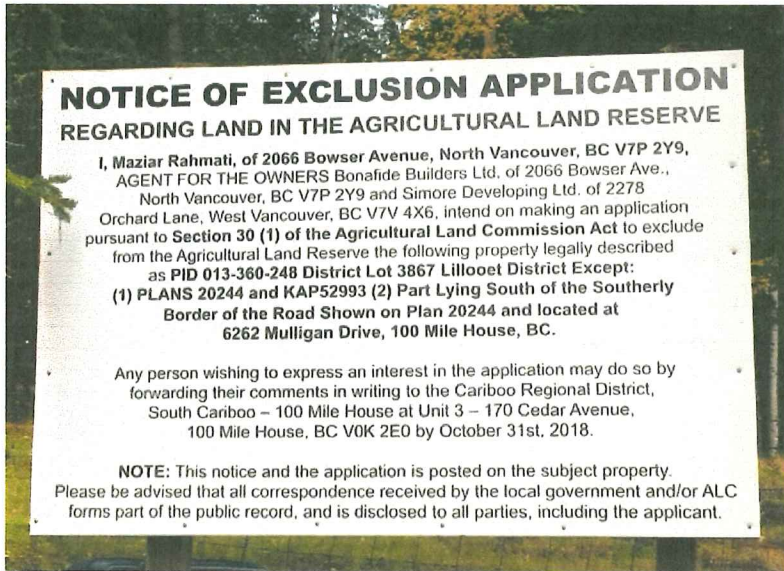 NOTICE OF EXCLUSION APPLICATION
REGARDING LAND IN THE AGRICULTURAL LAND RESERVE
I, Maziar Rahmati, of 2066 Bowser Avenue, North Vancouver, BC V7P 2Y9,
AGENT FOR THE OWNERS Bonafide Builders Ltd. of 2066 Bowser Ave.,
North Vancouver, BC V7P 2Y9 and Simore Developing Ltd. of 2278
Orchard Lane, West Vancouver, BC V7V 4X6, intend on making an application
pursuant to Section 30 (1) of the Agricultural Land Commission Act to exclude
from the Agricultural Land Reserve the following property legally described
as PID 013-360-248 District Lot 3867 Lillooet District Except:
(1) PLANS 20244 and KAP52993 (2) Part Lying South of the Southerly
Border of the Road Shown on Plan 20244 and located at
6262 Mulligan Drive, 100 Mile House, BC.
Any person wishing to express an interest in the application may do so by
forwarding their comments in writing to the Cariboo Regional District,
South Cariboo – 100 Mile House at Unit 3 – 170 Cedar Avenue,
100 Mile House, BC V0K 2E0 by October 31st, 2018.
NOTE: This notice and the application is posted on the subject property.
Please be advised that all correspondence received by the local government and/or ALC
forms part of the public record, and is disclosed to all parties, including the applicant.